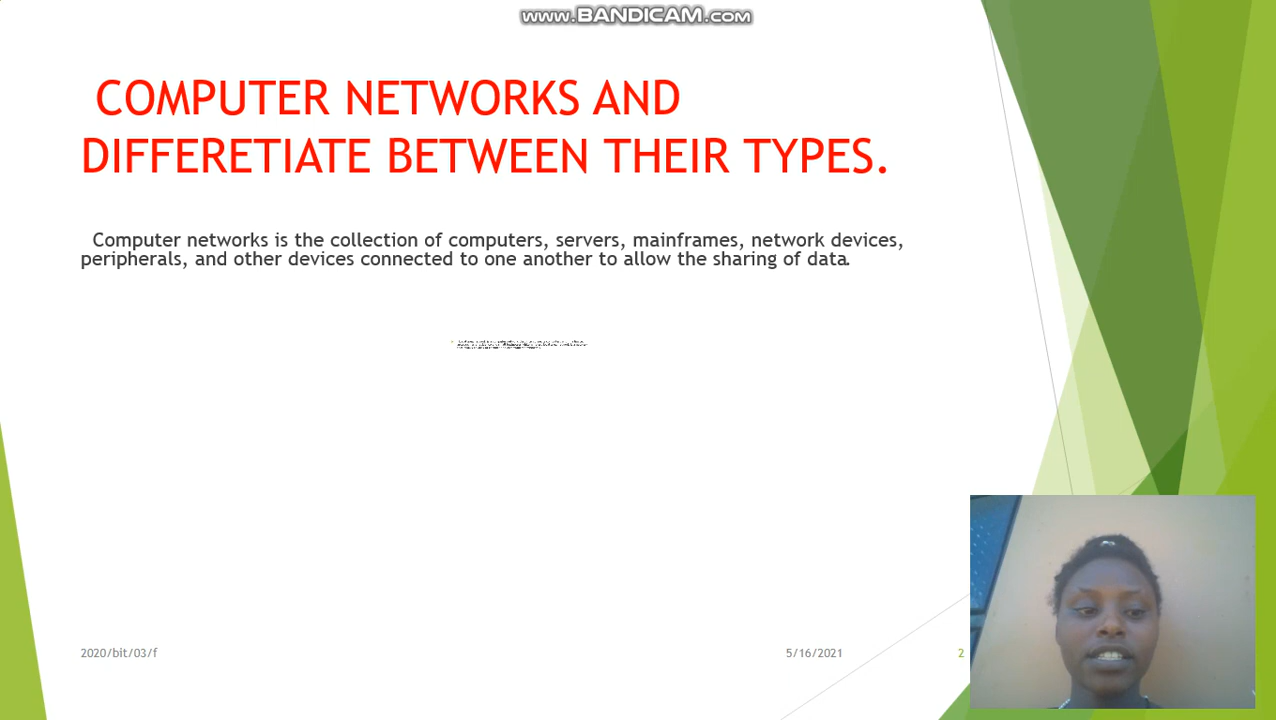 www.BANDICAM.com
COMPUTER NETWORKS AND
DIFFERETIATE BETWEEN THEIR TYPES.
Computer networks is the collection of computers, servers, mainframes, network devices,
peripherals, and other devices connected to one another to allow the sharing of data.
2020/bit/03/f
5/16/2021
2